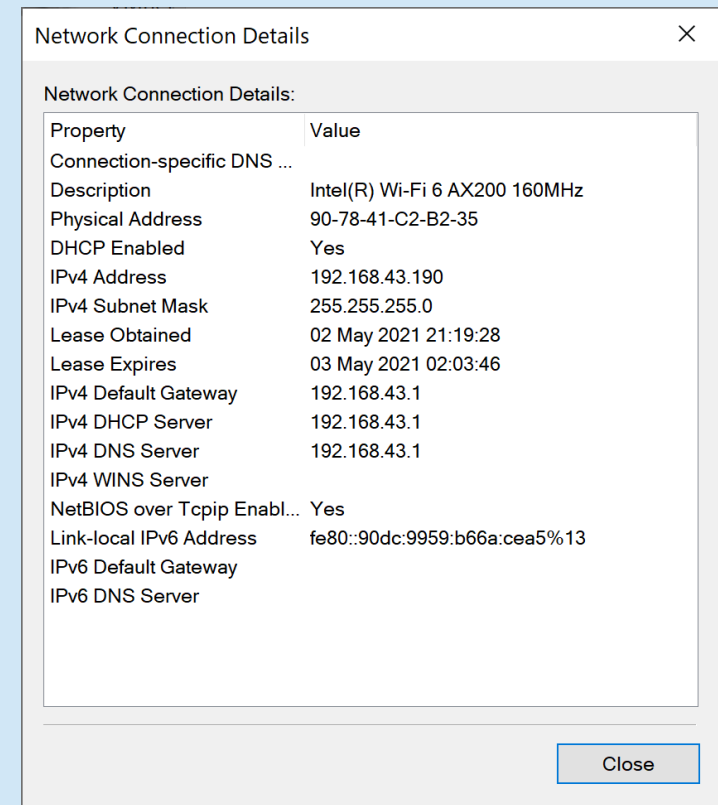 Network Connection Details
Network Connection Details:
Property Value
Connection-specific DNS ...
Description Intel(R) Wi-Fi 6 AX200 160MHz
Physical Address 90-78-41-C2-B2-35
DHCP Enabled Yes
IPv4 Address 192.168.43.190
IPv4 Subnet Mask 255.255.255.0
Lease Obtained 02 May 2021 21:19:28
Lease Expires 03 May 2021 02:03:46
IPv4 Default Gateway 192.168.43.1
IPv4 DHCP Server 192.168.43.1
IPv4 DNS Server 192.168.43.1
IPv4 WINS Server
NetBIOS over Tcpip Enabl... Yes
Link-local IPv6 Address fe80::90dc:9959:b66a:cea5%13
IPv6 Default Gateway
IPv6 DNS Server
Close